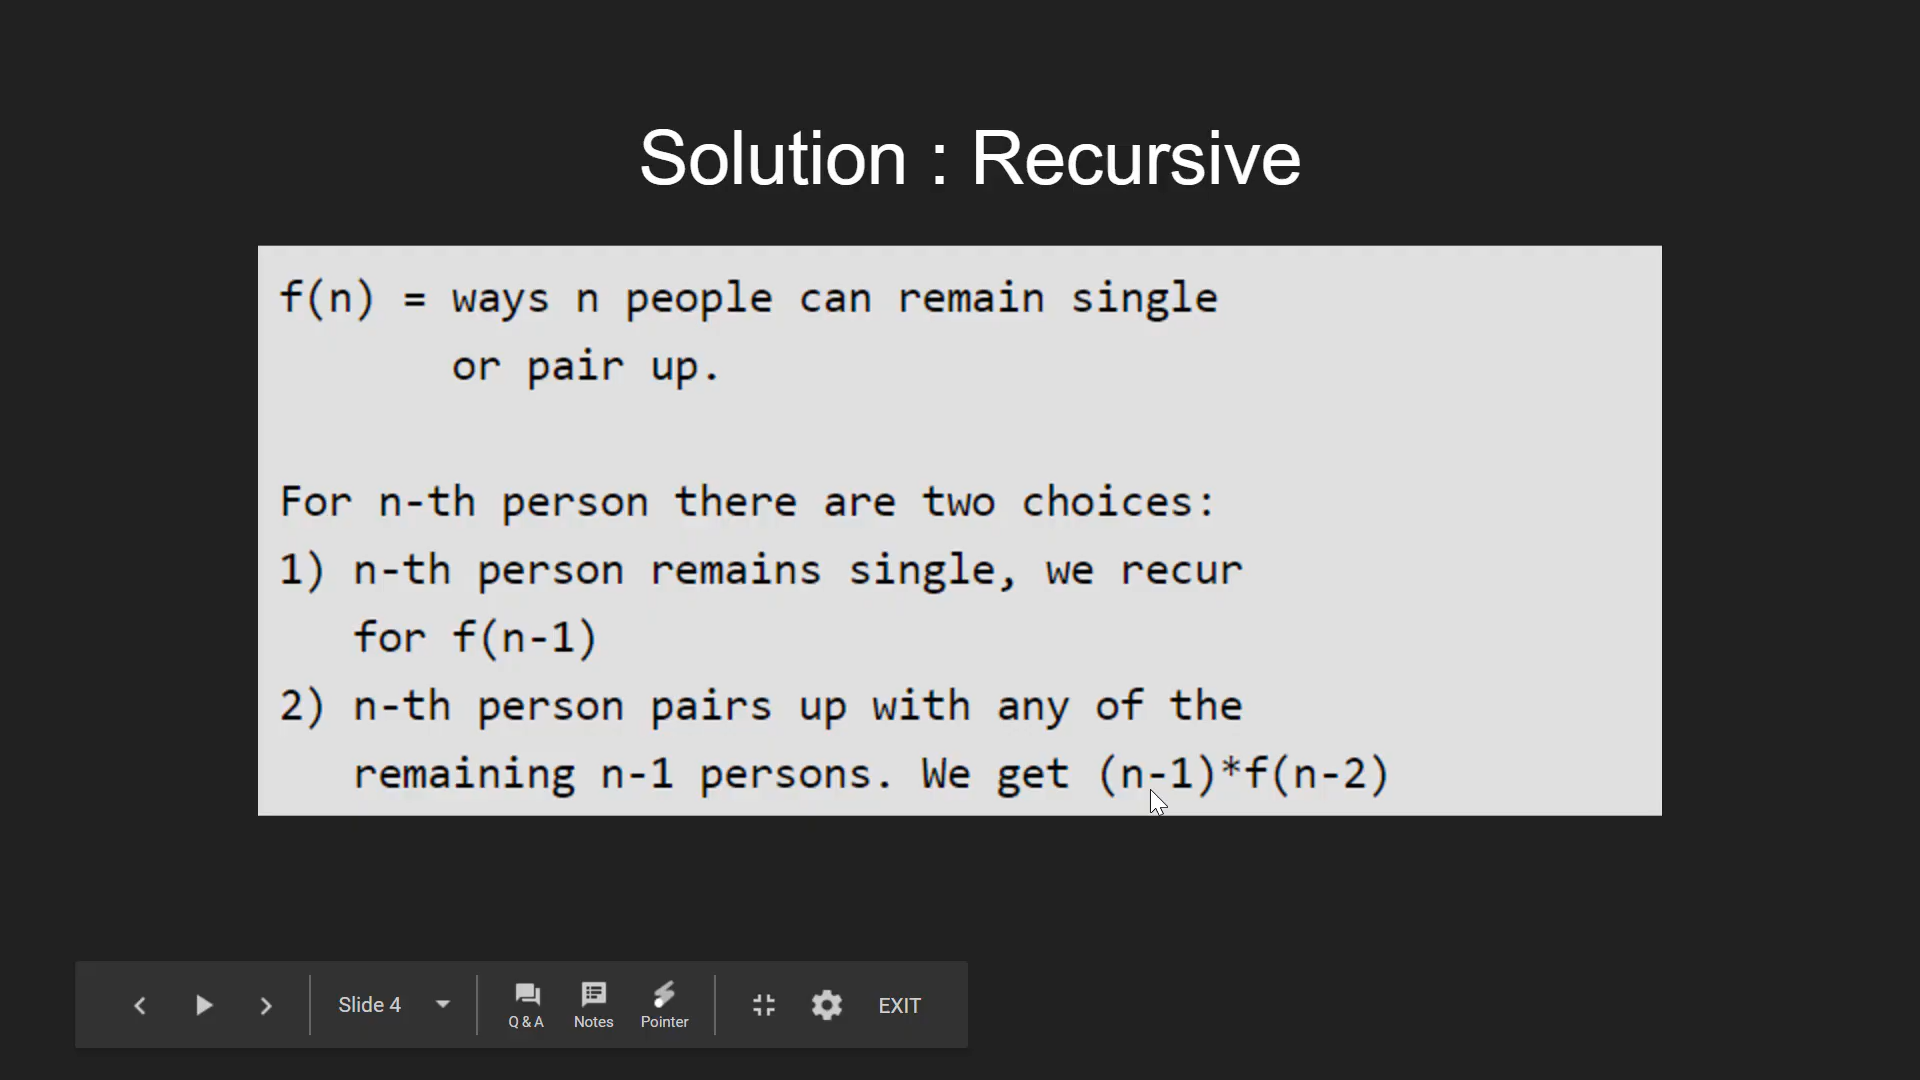 Solution : Recursive
f(n) = ways n people can remain single
or pair up.
For n-th person there are two choices:
1) n-th person remains single, we recur
for f(n-1)
2) n-th person pairs up with any of the
remaining n-1 persons. We get (n-1)*f(n-2)
Slide 4
Q & A
Notes
Pointer
EXIT